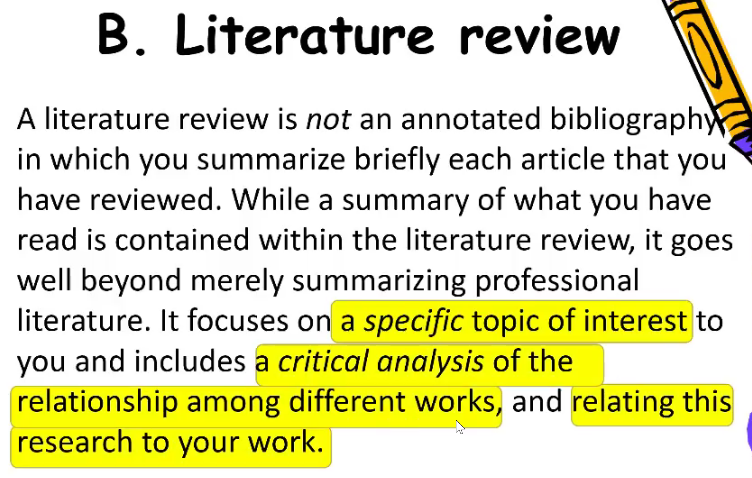 B. Literature review
A literature review is not an annotated bibliography,
in which you summarize briefly each article that you
have reviewed. While a summary of what you have
read is contained within the literature review, it goes
well beyond merely summarizing professional
literature. It focuses on a specific topic of interest to
you and includes a critical analysis of the
relationship among different works, and relating this
research to your work.